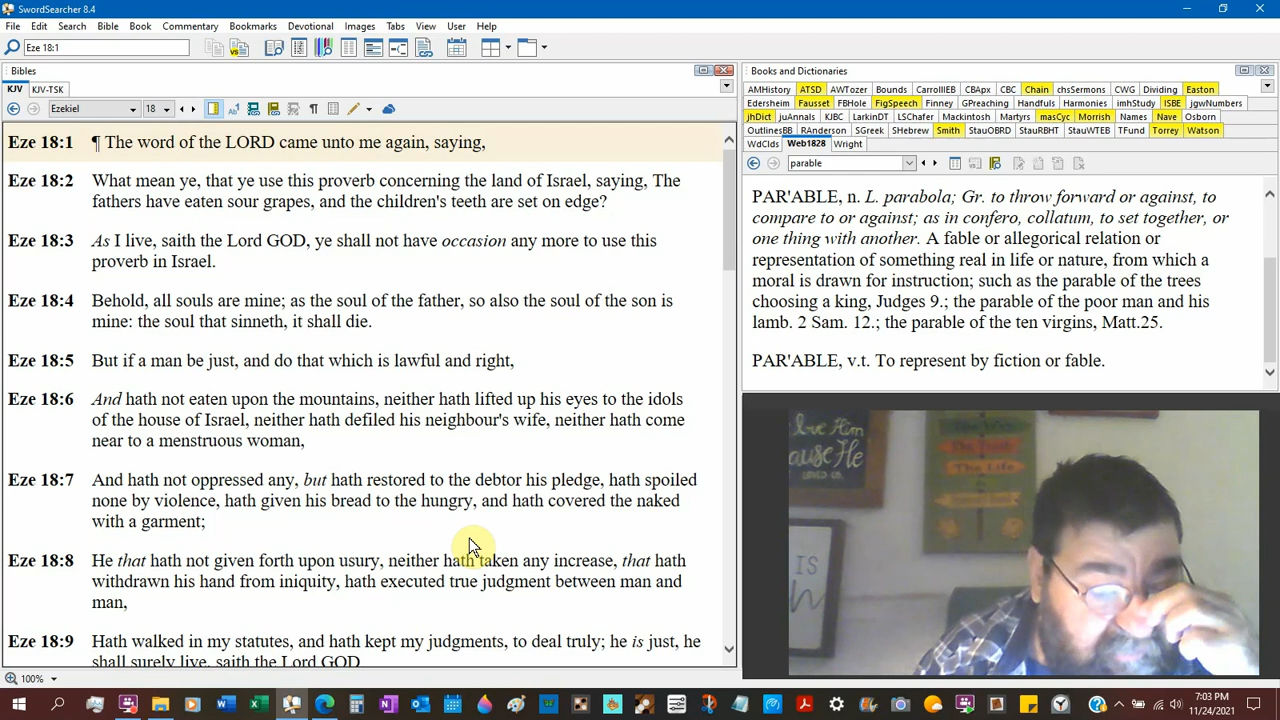 SwordSearcher 8.4
File Edit Search Bible Book Commentary Bookmarks Devotional Images Tabs View User Help
Eze 18:1
Bibles
KJV KJV-TSK
Ezekiel 18
Eze 18:1 ¶ The word of the LORD came unto me again, saying,
Eze 18:2 What mean ye, that ye use this proverb concerning the land of Israel, saying, The
fathers have eaten sour grapes, and the children's teeth are set on edge?
Eze 18:3 As I live, saith the Lord GOD, ye shall not have occasion any more to use this
proverb in Israel.
Eze 18:4 Behold, all souls are mine; as the soul of the father, so also the soul of the son is
mine: the soul that sinneth, it shall die.
Eze 18:5 But if a man be just, and do that which is lawful and right,
Eze 18:6 And hath not eaten upon the mountains, neither hath lifted up his eyes to the idols
of the house of Israel, neither hath defiled his neighbour's wife, neither hath come
near to a menstruous woman,
Eze 18:7 And hath not oppressed any, but hath restored to the debtor his pledge, hath spoiled
none by violence, hath given his bread to the hungry, and hath covered the naked
with a garment;
Eze 18:8 He that hath not given forth upon usury, neither hath taken any increase, that hath
withdrawn his hand from iniquity, hath executed true judgment between man and
man,
Eze 18:9 Hath walked in my statutes, and hath kept my judgments, to deal truly; he is just, he
shall surely live, saith the Lord GOD
100%
Books and Dictionaries
AMHistory ATSD AWTozer Bounds CarrollIEB CBApx CBC Chain chsSermons CWG Dividing Easton
Edersheim Fausset FBHole FigSpeech Finney GPreaching Handfuls Harmonies imhStudy ISBE jgwNumbers
jhDict juAnnals KJBC LarkinDT LSChafer Mackintosh Martyrs masCyc Morrish Names Nave Osborn
OutlinesBB RAnderson SGreek SHebrew Smith StauOBRD StauRBHT StauWTEB TFund Torrey Watson
WdClds Web1828 Wright
parable
PAR'ABLE, n. L. parabola; Gr. to throw forward or against, to
compare to or against; as in confero, collatum, to set together, or
one thing with another. A fable or allegorical relation or
representation of something real in life or nature, from which a
moral is drawn for instruction; such as the parable of the trees
choosing a king, Judges 9.; the parable of the poor man and his
lamb. 2 Sam. 12.; the parable of the ten virgins, Matt.25.
PAR'ABLE, v.t. To represent by fiction or fable.
love Him
cause He
LOVED US
The Way
The Truth
The Life
IS
7:03 PM
11/24/2021